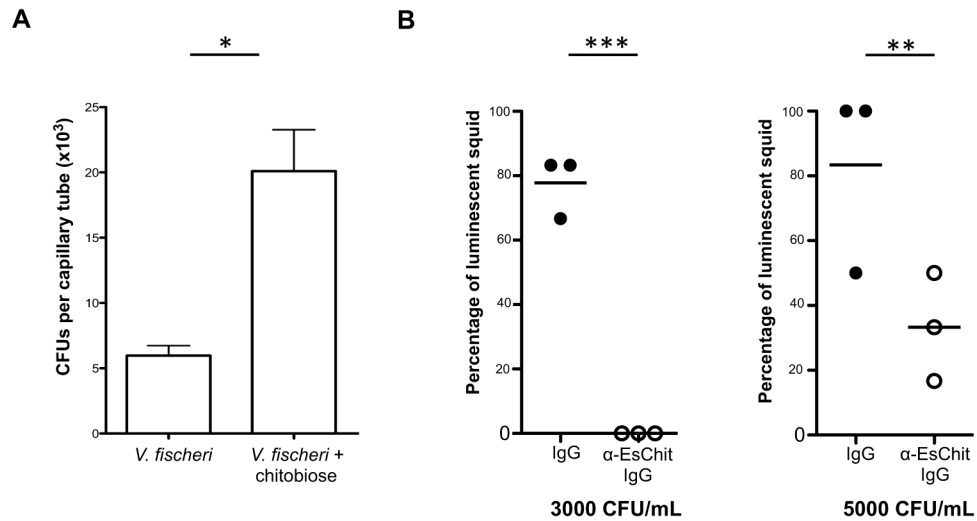 A
B
*
***
**
CFUs per capillary tube (x10³)
25
20
15
10
5
0
V. fischeri
V. fischeri +
chitobiose
Percentage of luminescent squid
100
80
60
40
20
0
IgG
α-EsChit
IgG
3000 CFU/mL
Percentage of luminescent squid
100
80
60
40
20
0
IgG
α-EsChit
IgG
5000 CFU/mL